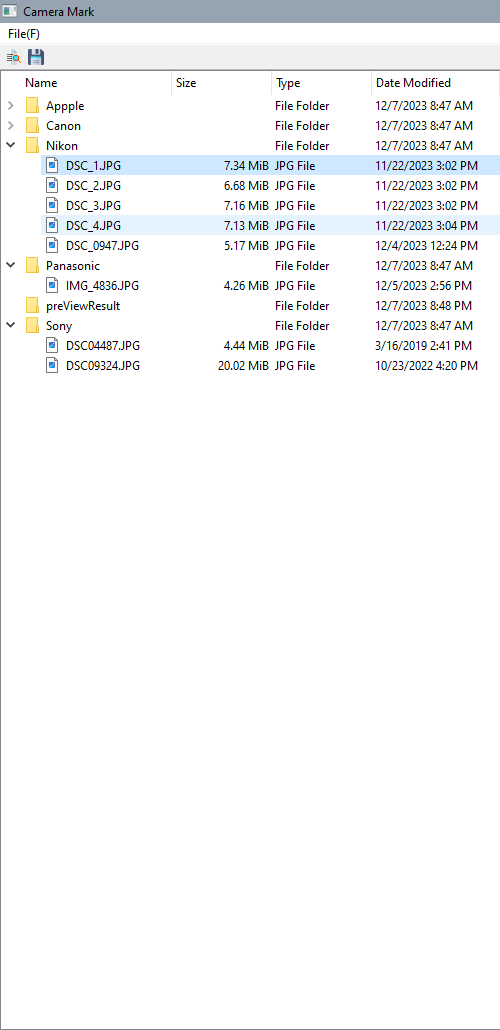 Camera Mark
File(F)
Name Size Type Date Modified
Appple File Folder 12/7/2023 8:47 AM
Canon File Folder 12/7/2023 8:47 AM
Nikon File Folder 12/7/2023 8:47 AM
DSC_1.JPG 7.34 MiB JPG File 11/22/2023 3:02 PM
DSC_2.JPG 6.68 MiB JPG File 11/22/2023 3:02 PM
DSC_3.JPG 7.16 MiB JPG File 11/22/2023 3:02 PM
DSC_4.JPG 7.13 MiB JPG File 11/22/2023 3:04 PM
DSC_0947.JPG 5.17 MiB JPG File 12/4/2023 12:24 PM
Panasonic File Folder 12/7/2023 8:47 AM
IMG_4836.JPG 4.26 MiB JPG File 12/5/2023 2:56 PM
preViewResult File Folder 12/7/2023 8:48 PM
Sony File Folder 12/7/2023 8:47 AM
DSC04487.JPG 4.44 MiB JPG File 3/16/2019 2:41 PM
DSC09324.JPG 20.02 MiB JPG File 10/23/2022 4:20 PM